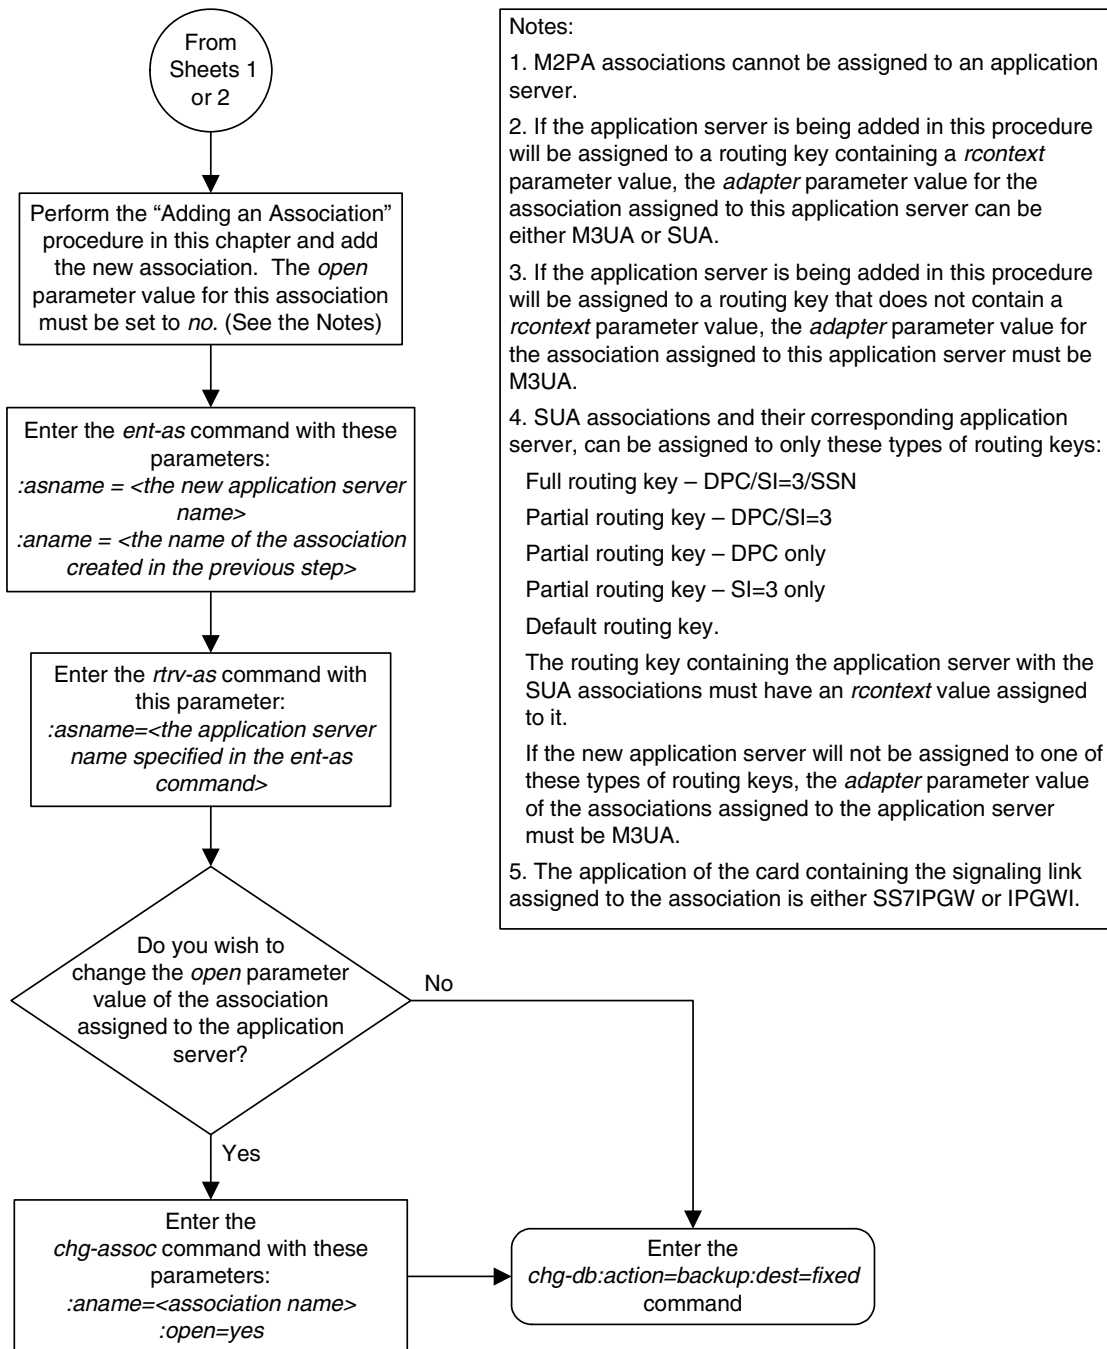 From
Sheets 1
or 2
Perform the “Adding an Association”
procedure in this chapter and add
the new association.  The open
parameter value for this association
must be set to no. (See the Notes)
Enter the ent-as command with these
parameters:
:asname = <the new application server
name>
:aname = <the name of the association
created in the previous step>
Enter the rtrv-as command with
this parameter:
:asname=<the application server
name specified in the ent-as
command>
Do you wish to
change the open parameter
value of the association
assigned to the application
server?
No
Yes
Enter the
chg-assoc command with these
parameters:
:aname=<association name>
:open=yes
Enter the
chg-db:action=backup:dest=fixed
command
Notes:
1. M2PA associations cannot be assigned to an application
server.
2. If the application server is being added in this procedure
will be assigned to a routing key containing a rcontext
parameter value, the adapter parameter value for the
association assigned to this application server can be
either M3UA or SUA.
3. If the application server is being added in this procedure
will be assigned to a routing key that does not contain a
rcontext parameter value, the adapter parameter value for
the association assigned to this application server must be
M3UA.
4. SUA associations and their corresponding application
server, can be assigned to only these types of routing keys:
Full routing key – DPC/SI=3/SSN
Partial routing key – DPC/SI=3
Partial routing key – DPC only
Partial routing key – SI=3 only
Default routing key.
The routing key containing the application server with the
SUA associations must have an rcontext value assigned
to it.
If the new application server will not be assigned to one of
these types of routing keys, the adapter parameter value
of the associations assigned to the application server
must be M3UA.
5. The application of the card containing the signaling link
assigned to the association is either SS7IPGW or IPGWI.